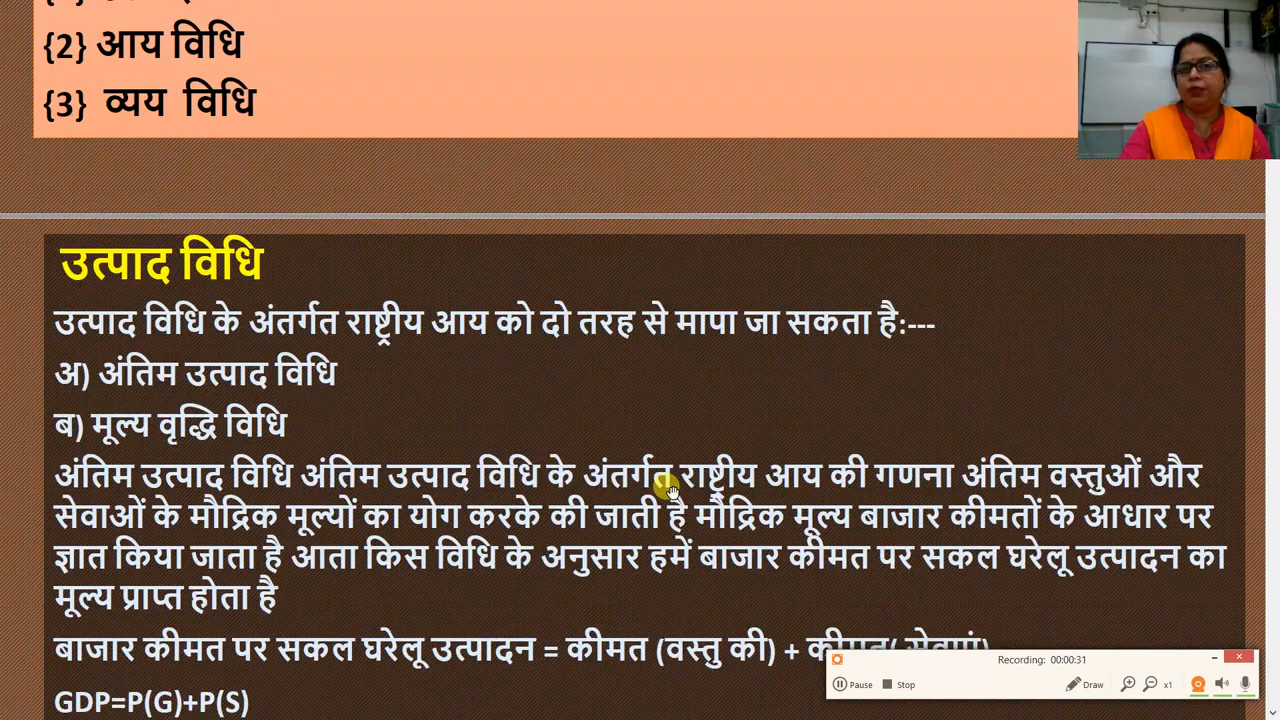 {2} आय विधि
{3} व्यय विधि
उत्पाद विधि
उत्पाद विधि के अंतर्गत राष्ट्रीय आय को दो तरह से मापा जा सकता है:---
अ) अंतिम उत्पाद विधि
ब) मूल्य वृद्धि विधि
अंतिम उत्पाद विधि अंतिम उत्पाद विधि के अंतर्गत राष्ट्रीय आय की गणना अंतिम वस्तुओं और
सेवाओं के मौद्रिक मूल्यों का योग करके की जाती है मौद्रिक मूल्य बाजार कीमतों के आधार पर
ज्ञात किया जाता है आता किस विधि के अनुसार हमें बाजार कीमत पर सकल घरेलू उत्पादन का
मूल्य प्राप्त होता है
बाजार कीमत पर सकल घरेलू उत्पादन = कीमत (वस्तु की) + कीमत( सेवाएं)
GDP=P(G)+P(S)
Recording: 00:00:31
Pause Stop Draw x1